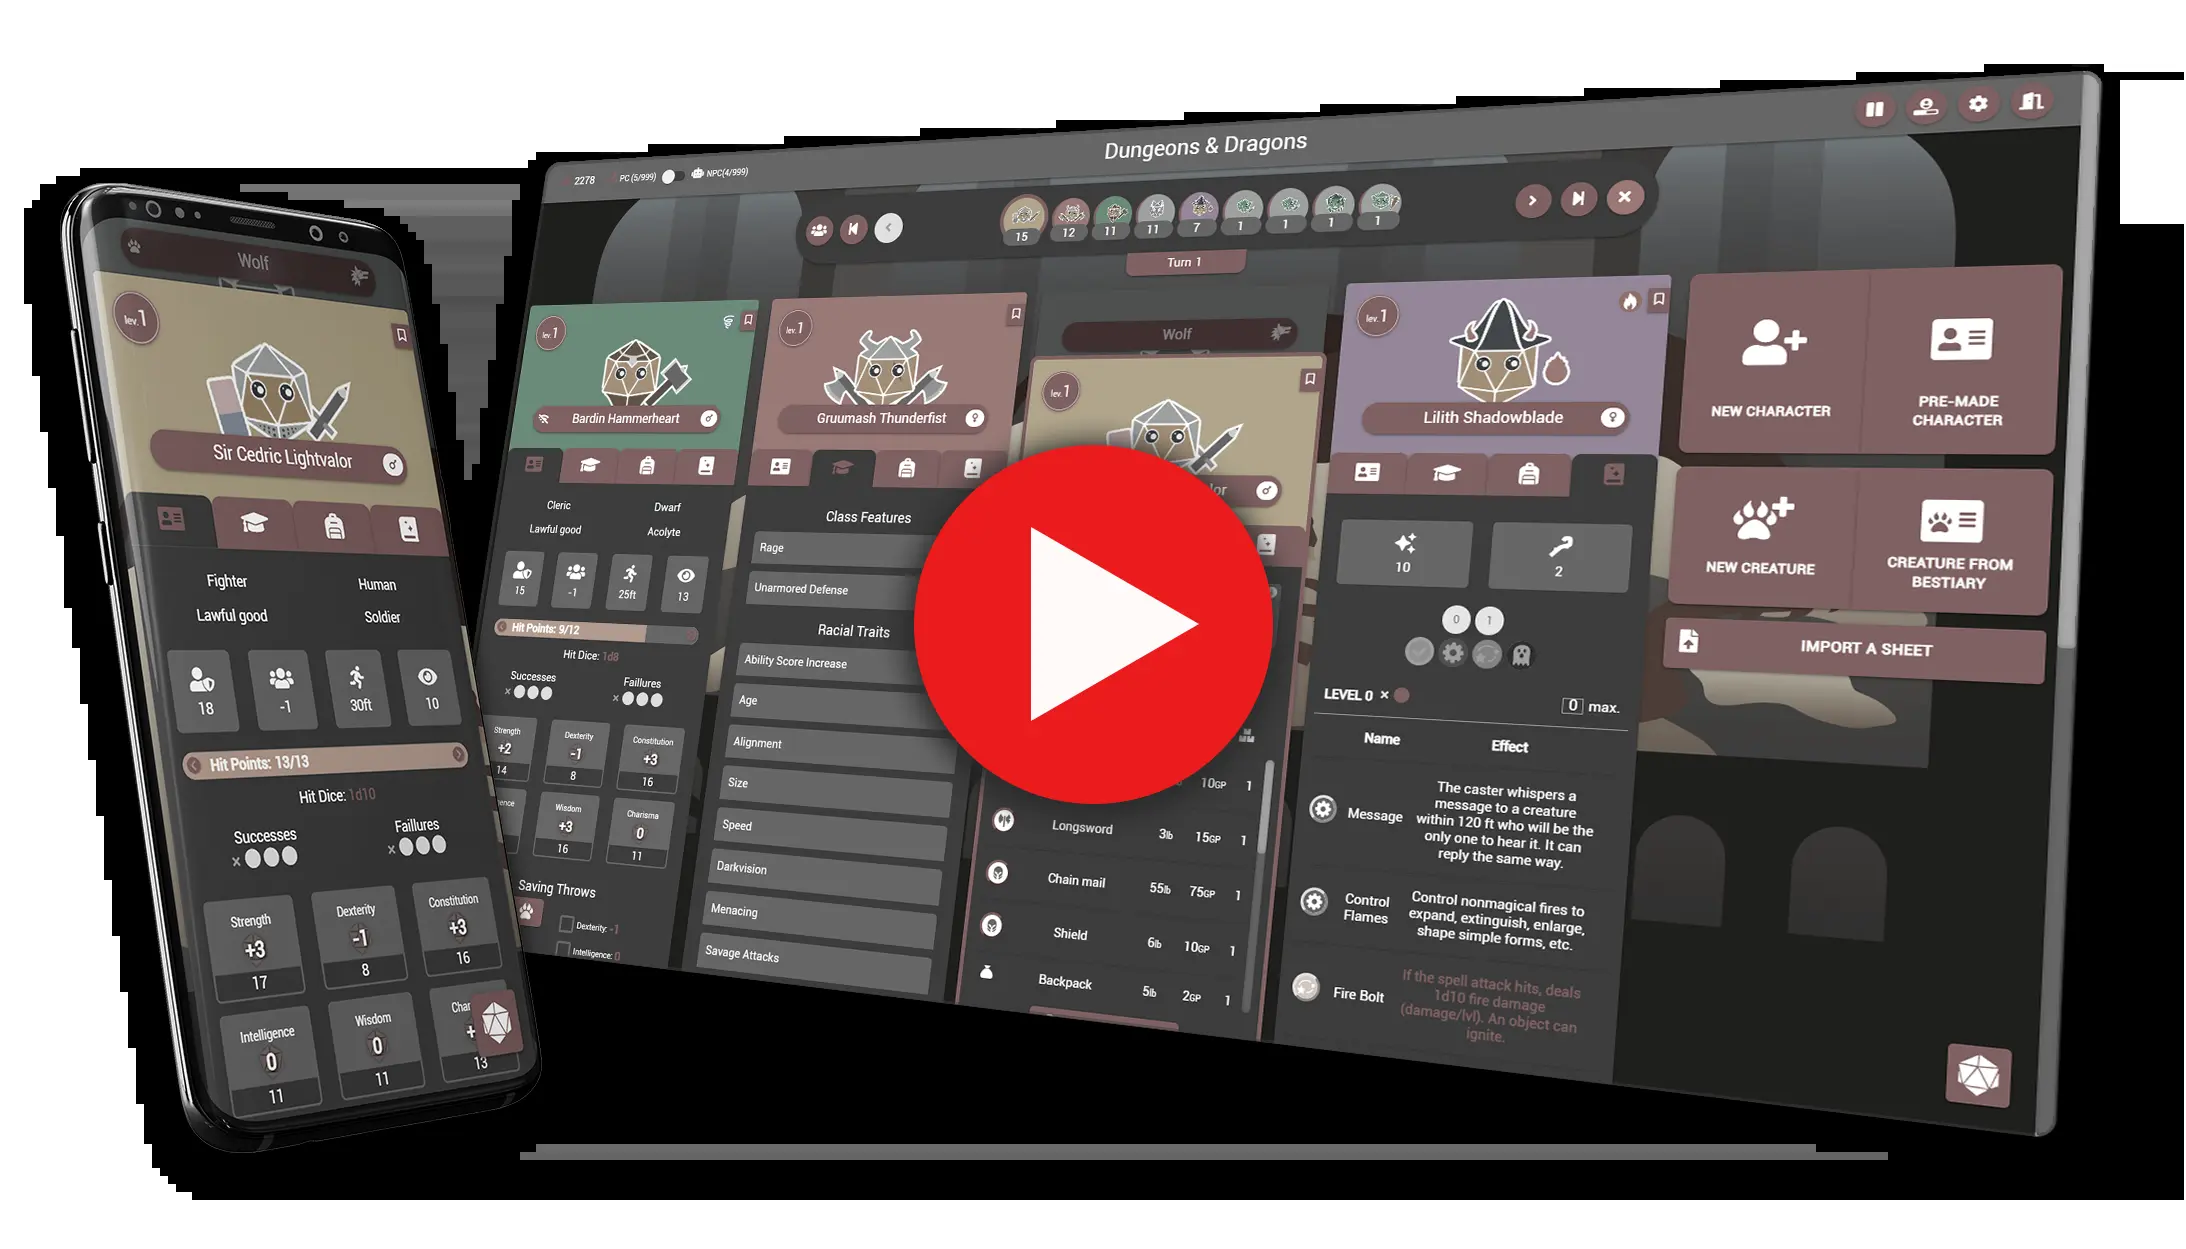 Wolf
lev. 1
Sir Cedric Lightvalor
Fighter
Human
Lawful good
Soldier
18
-1
30ft
10
Hit Points: 13/13
Hit Dice: 1d10
Successes
Faillures
×
×
Strength
+3
17
Dexterity
-1
8
Constitution
+3
16
Intelligence
0
11
Wisdom
0
11
Cha
+
13
2278
PC (5/999)
NPC(4/999)
Dungeons & Dragons
15
12
11
11
7
1
1
1
1
Turn 1
lev. 1
Bardin Hammerheart
Cleric
Dwarf
Lawful good
Acolyte
15
-1
25ft
13
Hit Points: 9/12
Hit Dice: 1d8
Successes
Faillures
×
×
Strength
+2
14
Dexterity
-1
8
Constitution
+3
16
ence
Wisdom
+3
16
Charisma
0
11
Saving Throws
Dexterity: -1
Intelligence: 0
lev. 1
Gruumash Thunderfist
Class Features
Rage
Unarmored Defense
Racial Traits
Ability Score Increase
Age
Alignment
Size
Speed
Darkvision
Menacing
Savage Attacks
Wolf
lev. 1
lor
10GP 1
Longsword 3lb 15GP 1
Chain mail 55lb 75GP 1
Shield 6lb 10GP 1
Backpack 5lb 2GP 1
lev. 1
Lilith Shadowblade
10
2
0
1
LEVEL 0 ×
0 max.
Name
Effect
Message
The caster whispers a
message to a creature
within 120 ft who will be the
only one to hear it. It can
reply the same way.
Control
Flames
Control nonmagical fires to
expand, extinguish, enlarge,
shape simple forms, etc.
Fire Bolt
If the spell attack hits, deals
1d10 fire damage
(damage/lvl). An object can
ignite.
NEW CHARACTER
PRE-MADE
CHARACTER
NEW CREATURE
CREATURE FROM
BESTIARY
IMPORT A SHEET